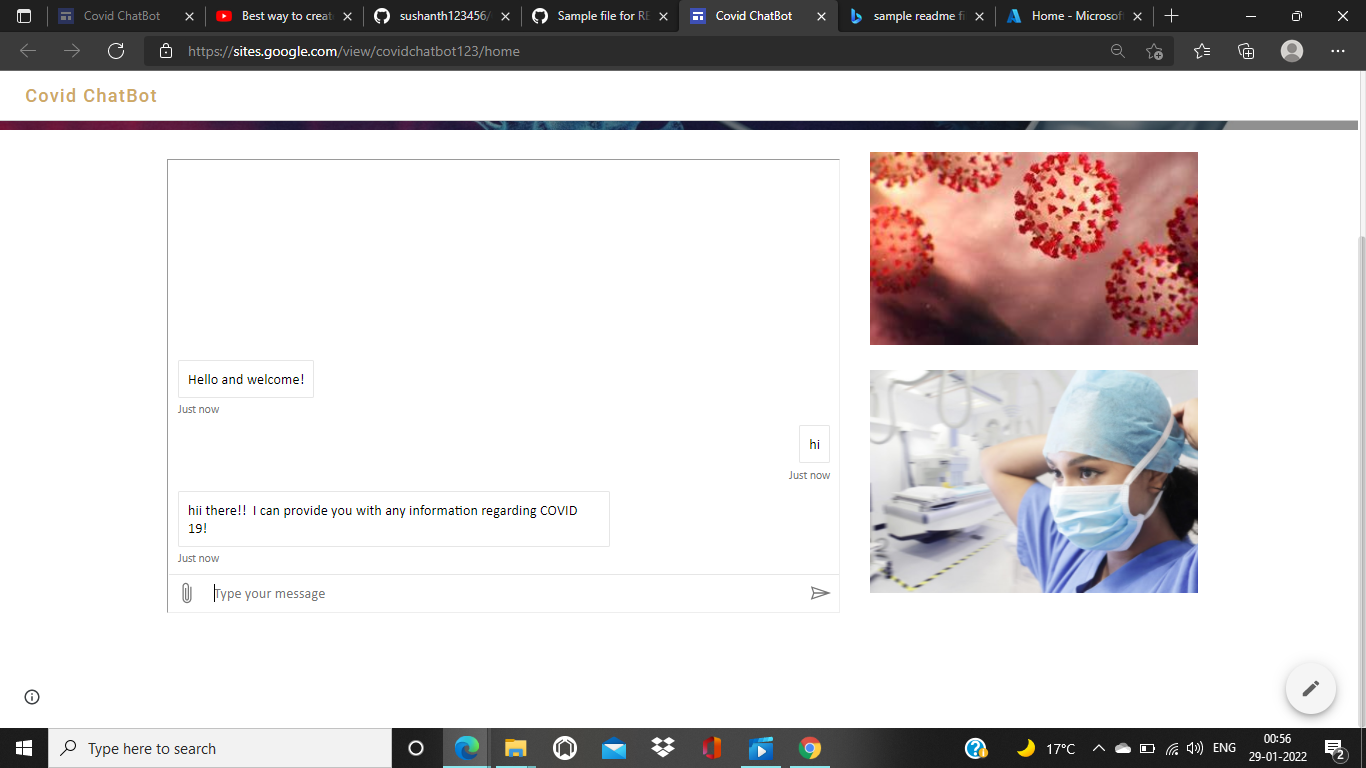 Covid ChatBot
Best way to creat
sushanth123456/
Sample file for RE
Covid ChatBot
sample readme fi
Home - Microsof
https://sites.google.com/view/covidchatbot123/home
Covid ChatBot
Hello and welcome!
Just now
hi
Just now
hii there!! I can provide you with any information regarding COVID
19!
Just now
Type your message
Type here to search
17°C
ENG
00:56
29-01-2022
2